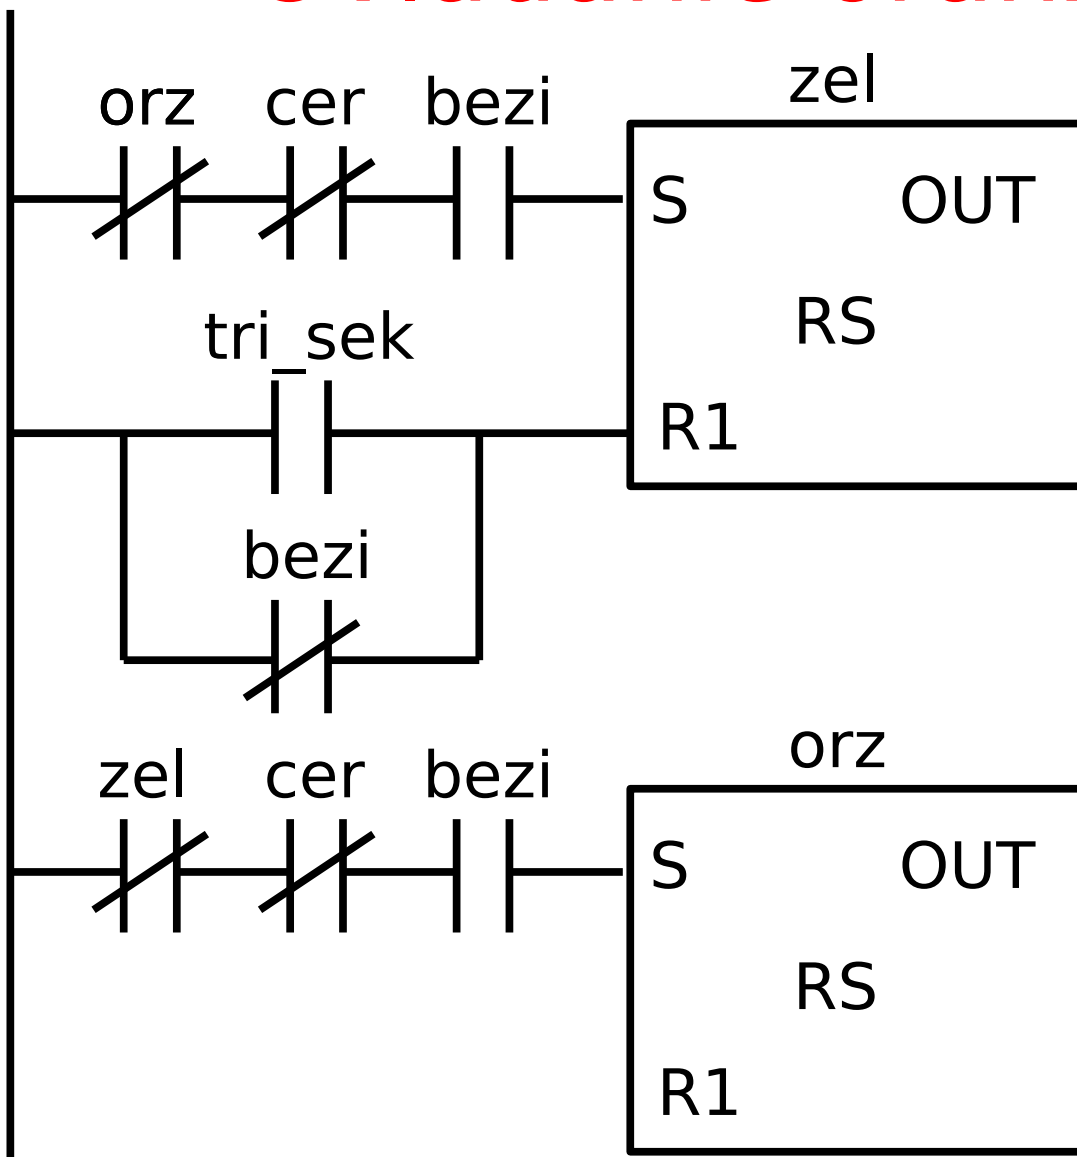 zel
orz cer bezi
S OUT
RS
tri_sek
R1
bezi
orz
zel cer bezi
S OUT
RS
R1